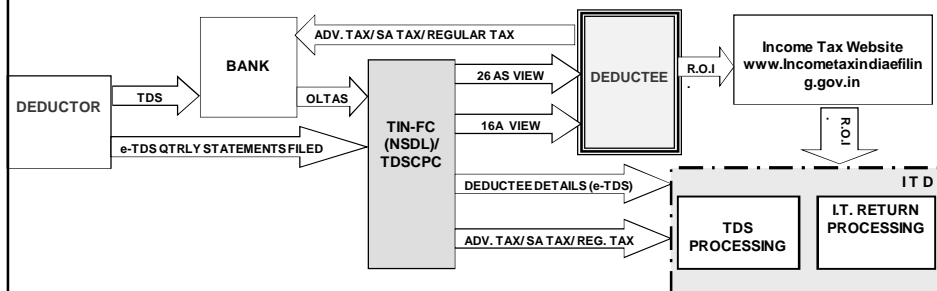 ADV. TAX/ SA TAX/ REGULAR TAX
BANK
DEDUCTOR
TDS
OLTAS
e-TDS QTRLY STATEMENTS FILED
TIN-FC
(NSDL)/
TDSCPC
26 AS VIEW
16A VIEW
DEDUCTEE
R.O.I
.
Income Tax Website
www.Incometaxindiaefilin
g.gov.in
R.O.I
.
DEDUCTEE DETAILS (e-TDS)
ADV. TAX/ SA TAX/ REG. TAX
I T D
TDS
PROCESSING
I.T. RETURN
PROCESSING